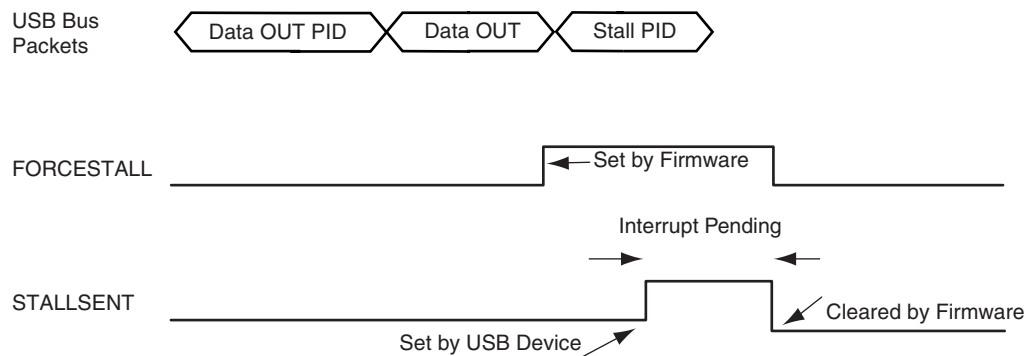 USB Bus
Packets
Data OUT PID
Data OUT
Stall PID
FORCESTALL
Set by Firmware
Interrupt Pending
STALLSENT
Cleared by Firmware
Set by USB Device